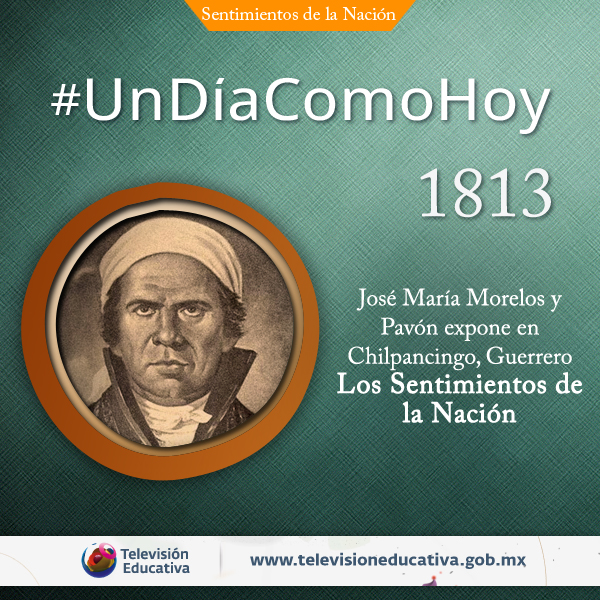 Sentimientos de la Nación
#UnDíaComoHoy
1813
José María Morelos y
Pavón expone en
Chilpancingo, Guerrero
Los Sentimientos de
la Nación
Televisión
Educativa
www.televisioneducativa.gob.mx